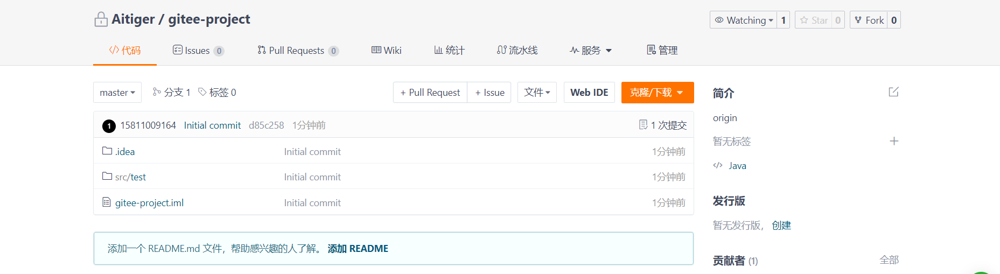 Aitiger / gitee-project
Watching 1 Star 0 Fork 0
代码 Issues 0 Pull Requests 0 Wiki 统计 流水线 服务 管理
master 分支 1 标签 0 + Pull Request + Issue 文件 Web IDE 克隆/下载
1 15811009164 Initial commit d85c258 1分钟前 1 次提交
.idea Initial commit 1分钟前
src/test Initial commit 1分钟前
gitee-project.iml Initial commit 1分钟前
添加一个 README.md 文件，帮助感兴趣的人了解。 添加 README
简介
origin
暂无标签
Java
发行版
暂无发行版， 创建
贡献者 (1) 全部